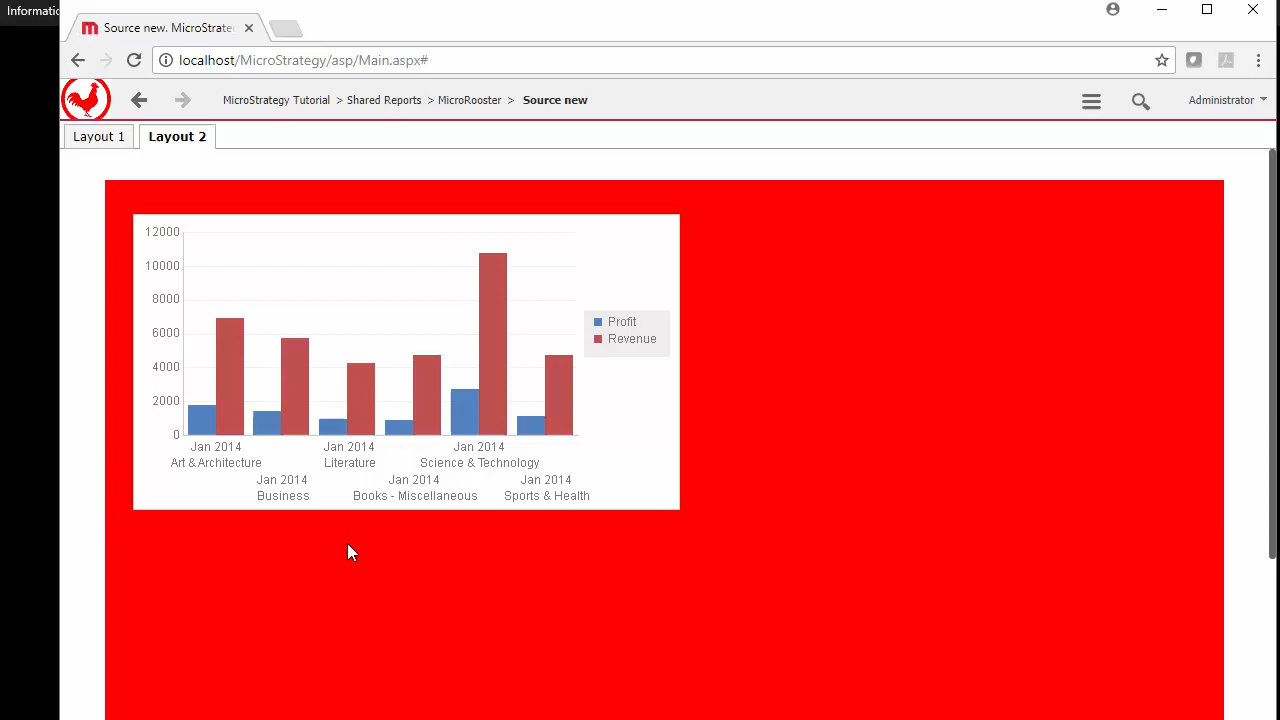 Informatic
Source new. MicroStrate
localhost/MicroStrategy/asp/Main.aspx#
MicroStrategy Tutorial > Shared Reports > MicroRooster > Source new
Administrator
Layout 1
Layout 2
12000
10000
8000
6000
4000
2000
0
Profit
Revenue
Jan 2014 Jan 2014 Jan 2014
Art & Architecture Literature Science & Technology
Jan 2014 Jan 2014 Jan 2014
Business Books - Miscellaneous Sports & Health